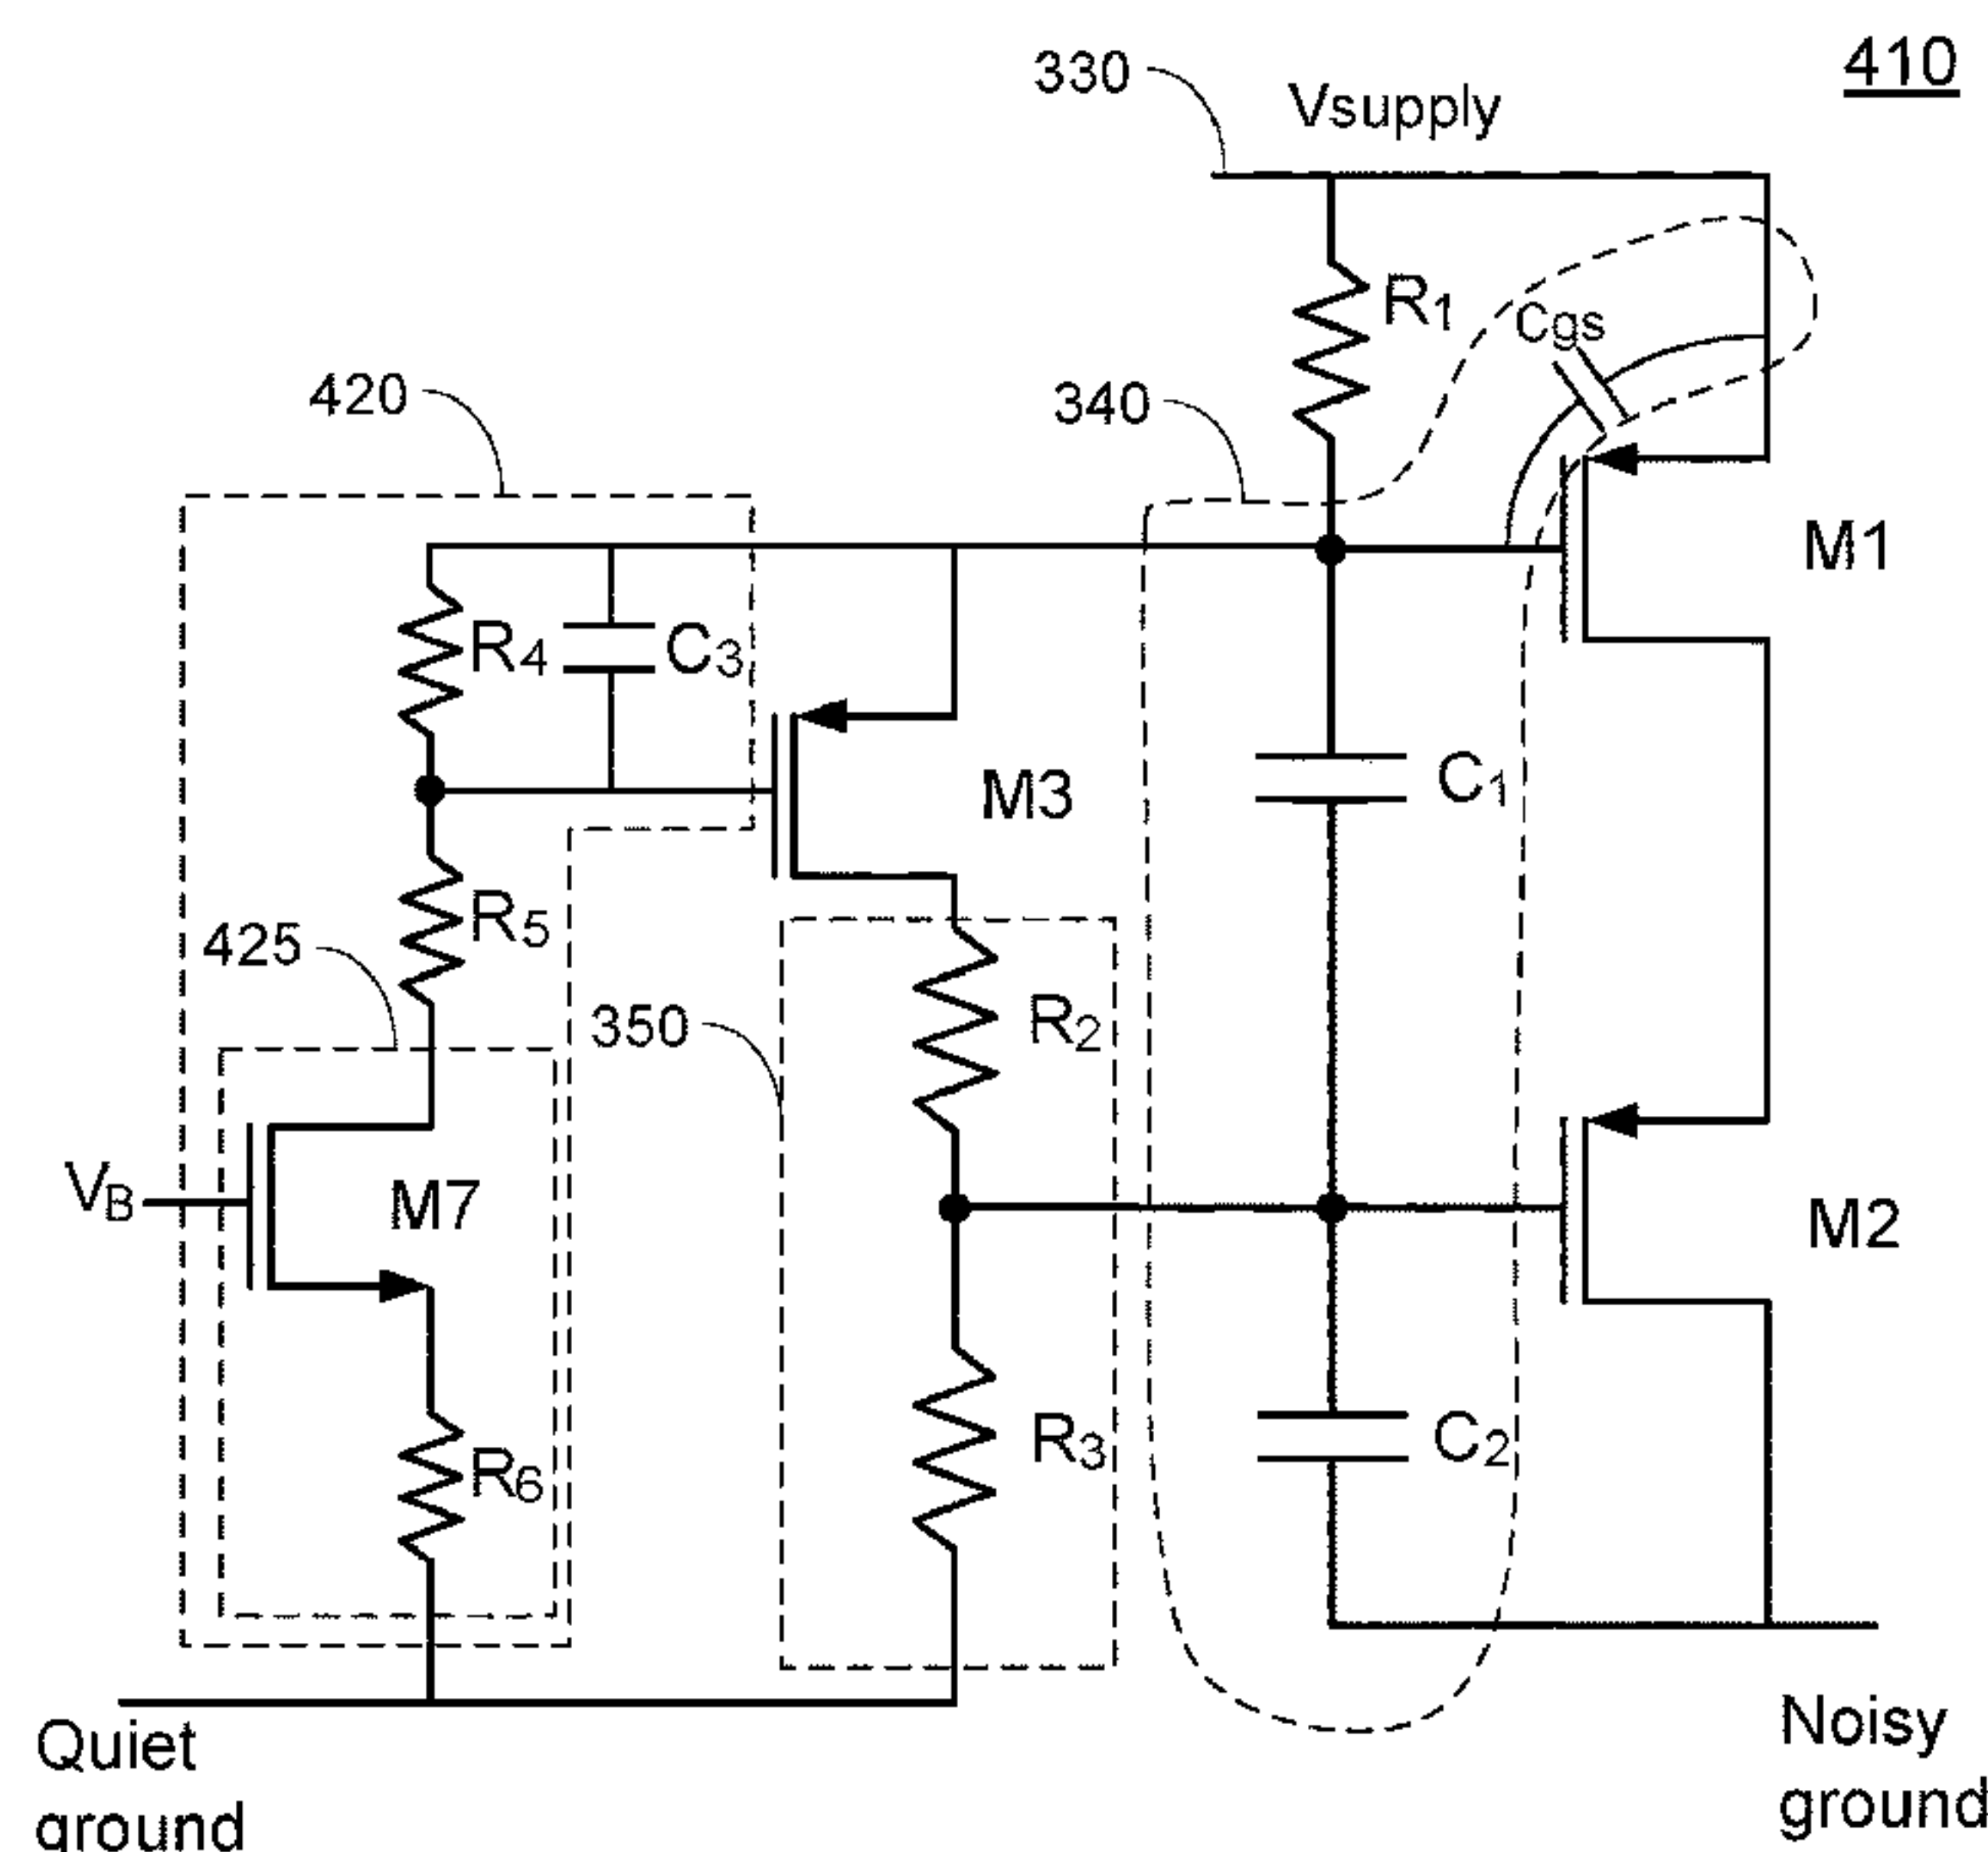 410
330
Vsupply
R1
Cgs
420
340
M1
R4
C3
M3
C1
R5
425
350
R2
VB
M7
M2
R3
C2
R6
Quiet
ground
Noisy
ground